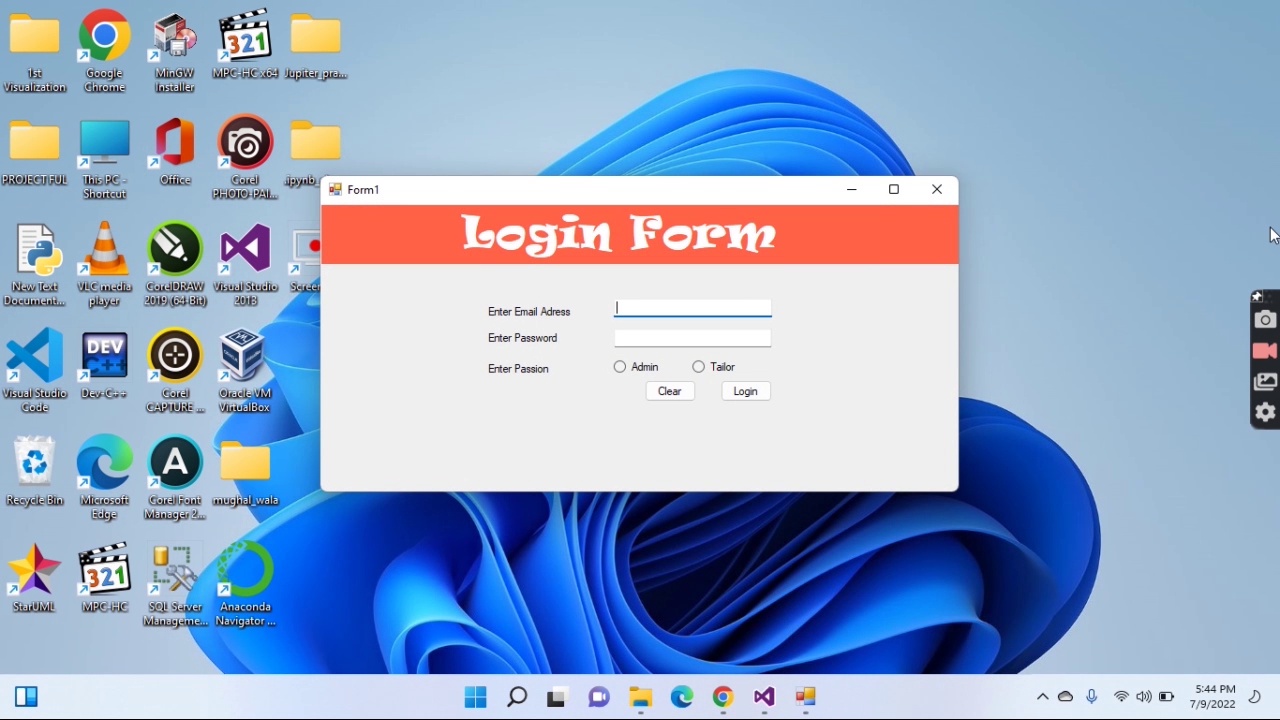 1st
Visualization
Google
Chrome
MinGW
Installer
321
MPC-HC x64
Jupiter_pra...
PROJECT FUL
This PC -
Shortcut
Office
Corel
PHOTO-PAI...
.ipynb_
New Text
Document...
VLC media
player
CorelDRAW
2019 (64-Bit)
Visual Studio
2013
Screen
Visual Studio
Code
DEV
Dev-C++
Corel
CAPTURE ...
Oracle VM
VirtualBox
Recycle Bin
Microsoft
Edge
A
Corel Font
Manager 2...
mughal_wala
StarUML
321
MPC-HC
SQL Server
Manageme...
Anaconda
Navigator ...
Form1
Login Form
Enter Email Adress
Enter Password
Enter Passion
Admin
Tailor
Clear
Login
5:44 PM
7/9/2022